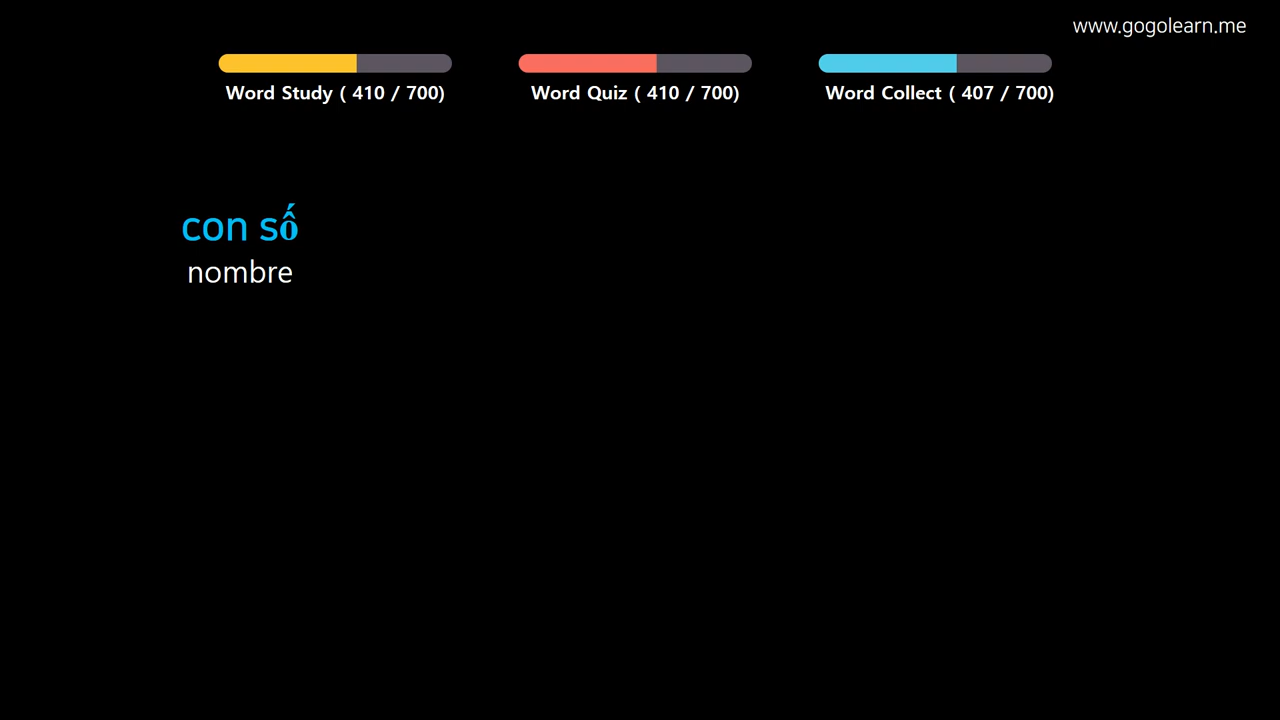 www.gogolearn.me
Word Study ( 410 / 700)
Word Quiz ( 410 / 700)
Word Collect ( 407 / 700)
con số
nombre